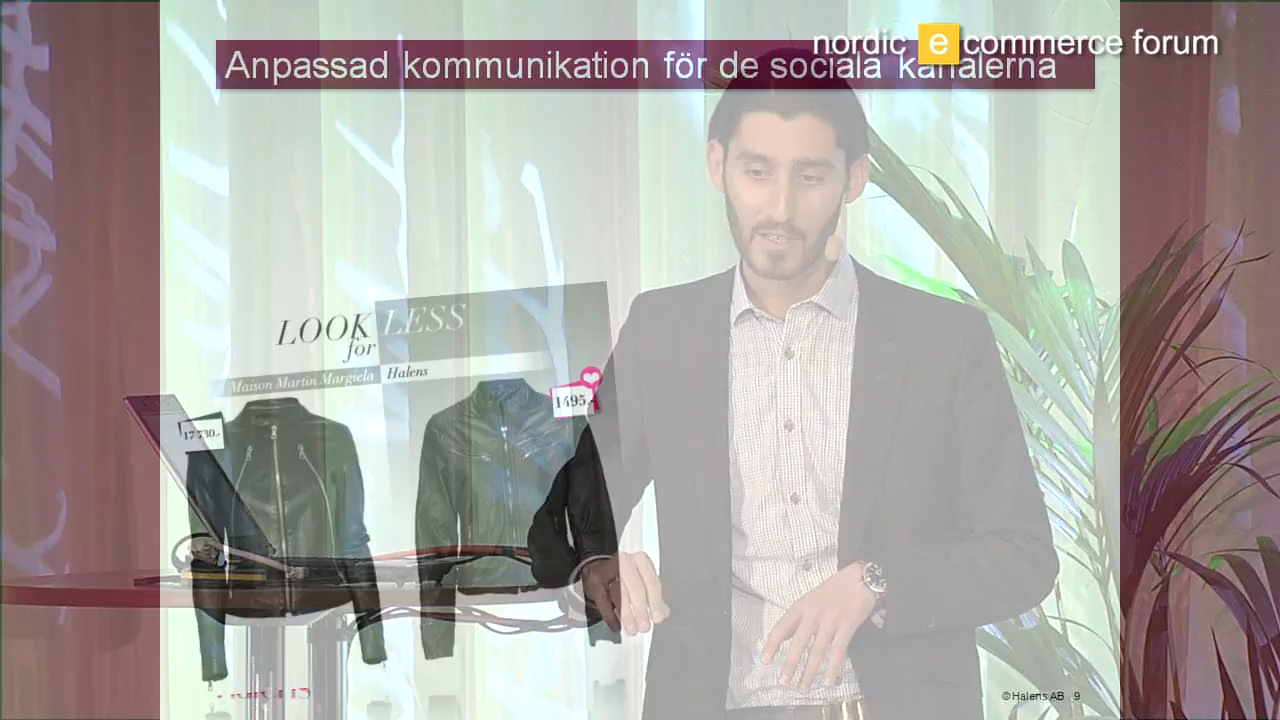 nordic e commerce forum
Anpassad kommunikation för de sociala kanalerna
LOOK LESS
for
Maison Martin Margiela Halens
17 730.-
1495.-
©Halens AB 9